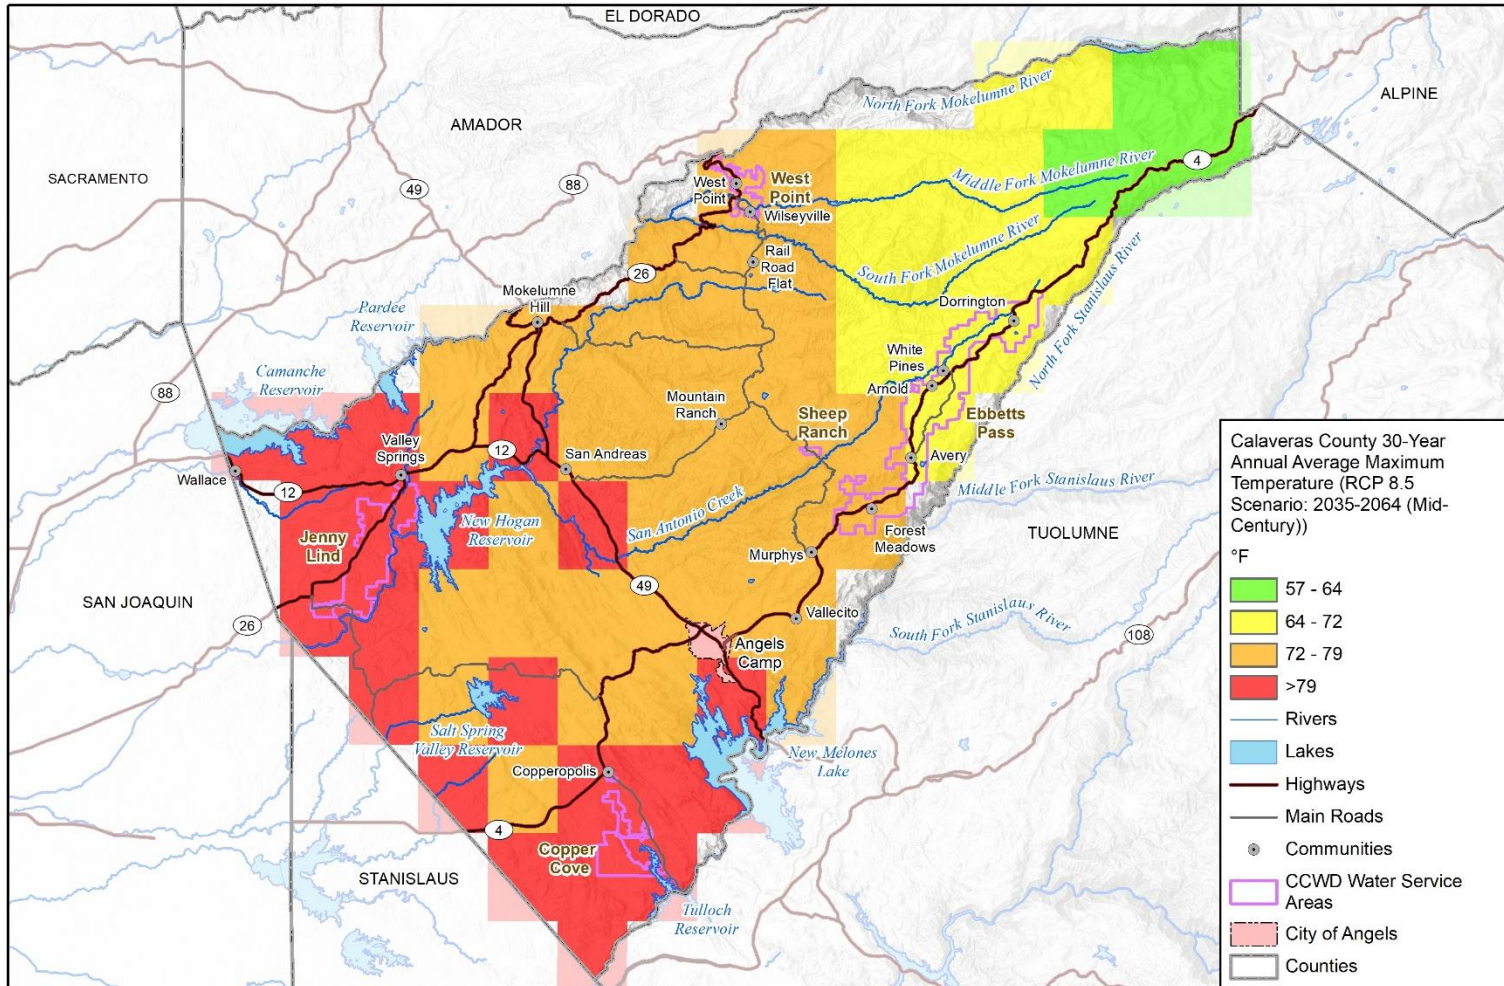 EL DORADO
ALPINE
AMADOR
SACRAMENTO
North Fork Mokelumne River
Middle Fork Mokelumne River
4
49
88
West
Point
West
Point
Wilseyville
South Fork Mokelumne River
26
Rail
Road
Flat
Mokelumne
Hill
Pardee
Reservoir
Dorrington
North Fork Stanislaus River
White
Pines
Arnold
Camanche
Reservoir
88
Mountain
Ranch
Sheep
Ranch
Ebbetts
Pass
Valley
Springs
12
San Andreas
Avery
Wallace
12
Middle Fork Stanislaus River
New Hogan
Reservoir
San Antonio Creek
Forest
Meadows
TUOLUMNE
Jenny
Lind
Murphys
49
SAN JOAQUIN
26
Vallecito
South Fork Stanislaus River
108
Angels
Camp
Salt Spring
Valley Reservoir
New Melones
Lake
Copperopolis
4
Copper
Cove
STANISLAUS
Tulloch
Reservoir
Calaveras County 30-Year
Annual Average Maximum
Temperature (RCP 8.5
Scenario: 2035-2064 (Mid-
Century))
°F
57 - 64
64 - 72
72 - 79
>79
Rivers
Lakes
Highways
Main Roads
Communities
CCWD Water Service
Areas
City of Angels
Counties